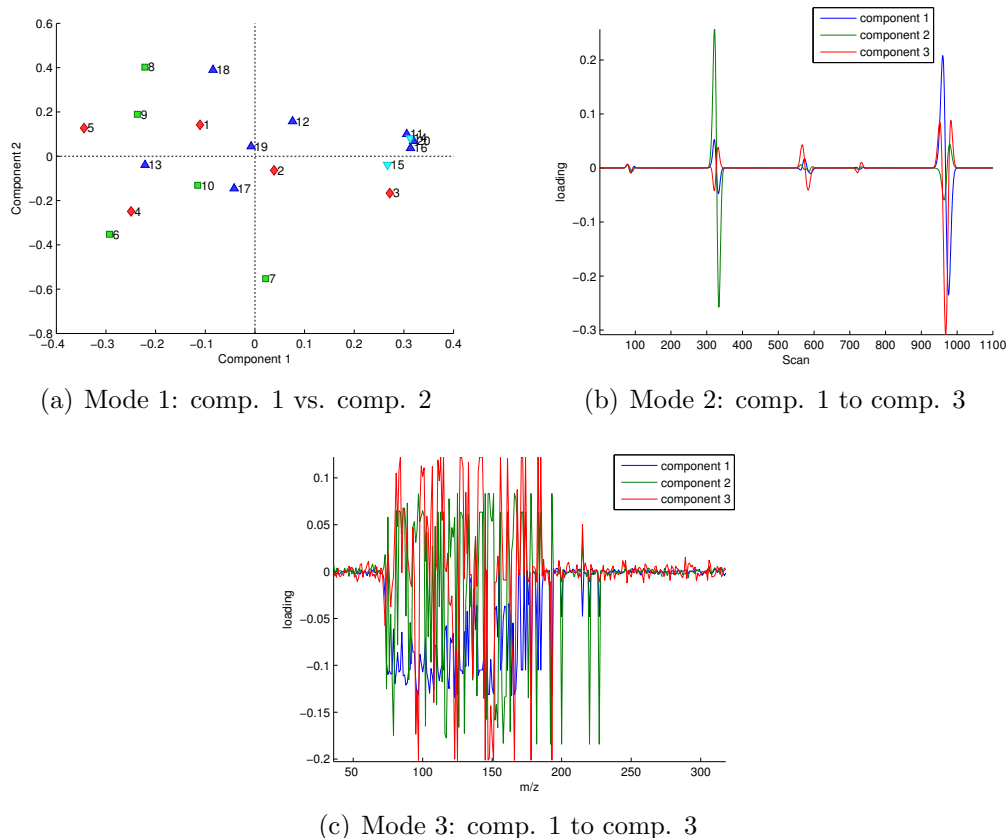 0.6
0.4
0.2
0
−0.2
−0.4
−0.6
−0.8
Component 2
−0.4 −0.3 −0.2 −0.1 0 0.1 0.2 0.3 0.4
Component 1
8
18
9
5
1
12
11
20
16
19
13
15
2
10
17
3
4
6
7
component 1
component 2
component 3
0.2
0.1
0
−0.1
−0.2
−0.3
loading
100 200 300 400 500 600 700 800 900 1000 1100
Scan
(a) Mode 1: comp. 1 vs. comp. 2
(b) Mode 2: comp. 1 to comp. 3
component 1
component 2
component 3
0.1
0.05
0
−0.05
−0.1
−0.15
−0.2
loading
50 100 150 200 250 300
m/z
(c) Mode 3: comp. 1 to comp. 3